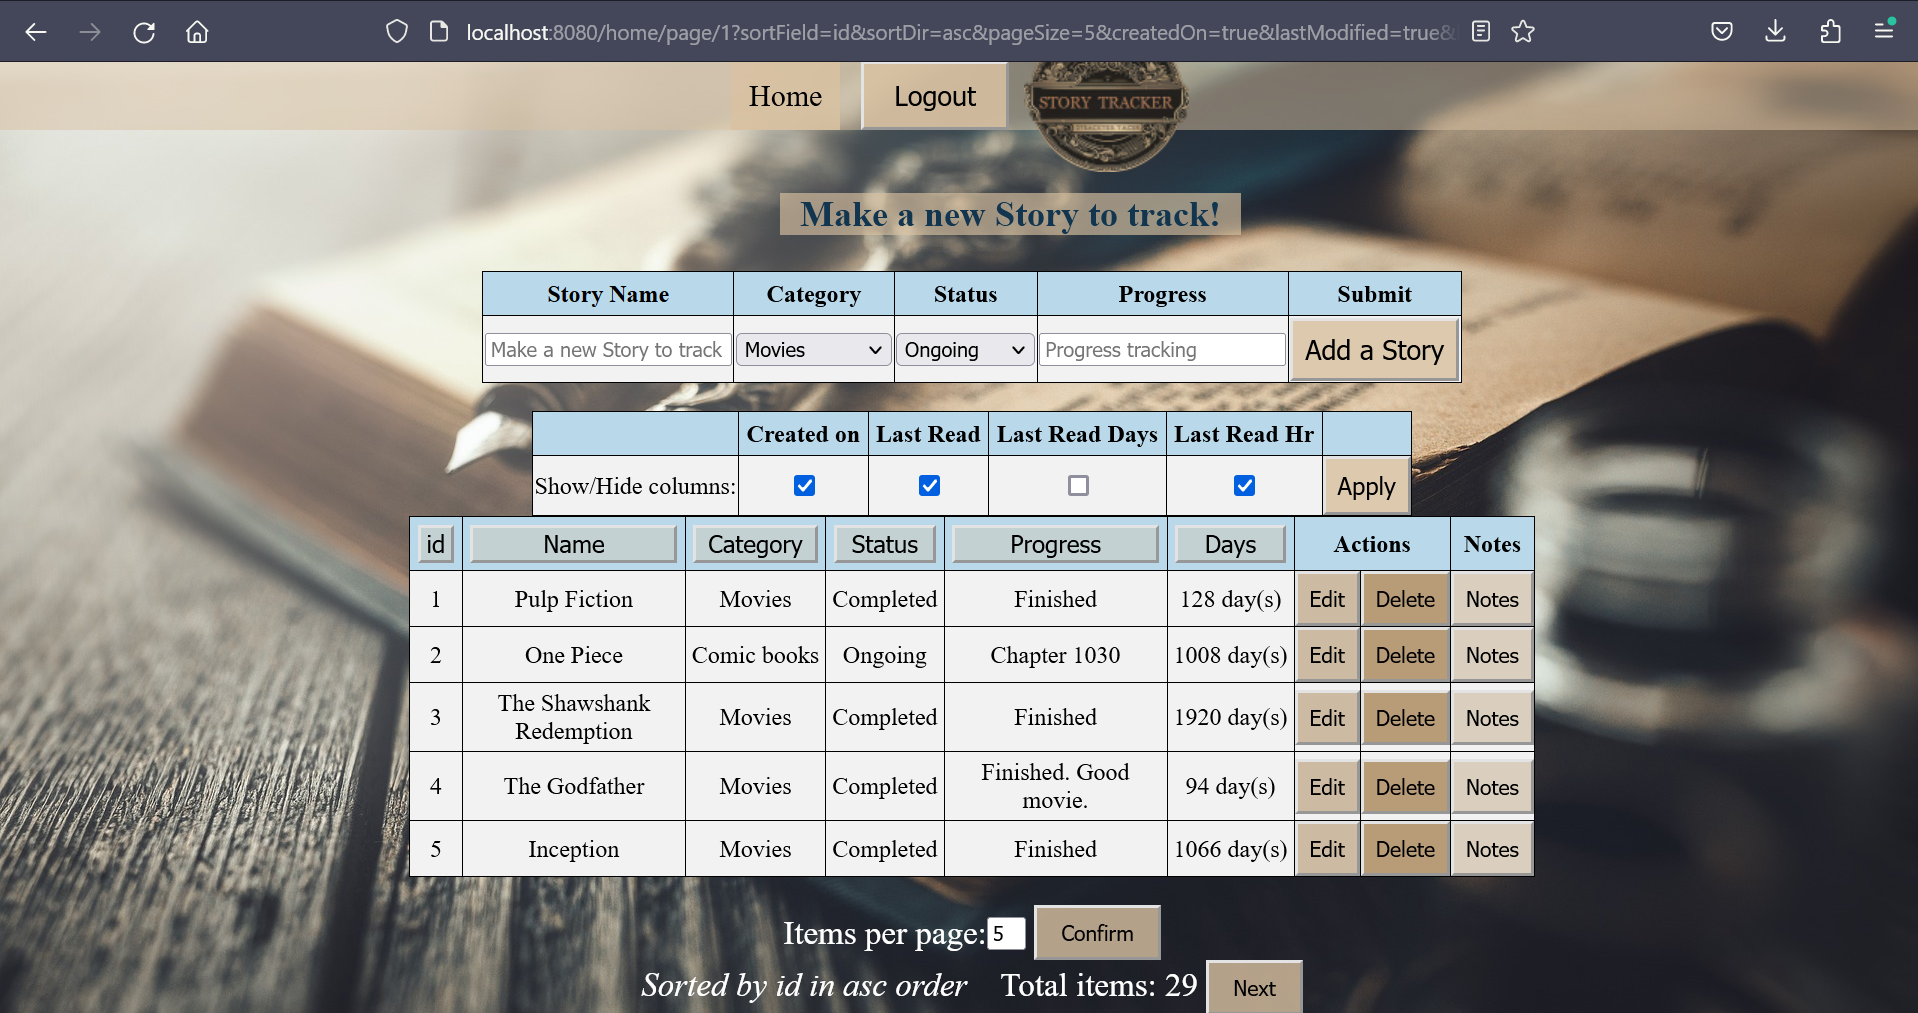 localhost:8080/home/page/1?sortField=id&sortDir=asc&pageSize=5&createdOn=true&lastModified=true&
Home Logout STORY TRACKER
Make a new Story to track!
Story Name Category Status Progress Submit
Make a new Story to track Movies Ongoing Progress tracking Add a Story
Created on Last Read Last Read Days Last Read Hr
Show/Hide columns: Apply
id Name Category Status Progress Days Actions Notes
1 Pulp Fiction Movies Completed Finished 128 day(s) Edit Delete Notes
2 One Piece Comic books Ongoing Chapter 1030 1008 day(s) Edit Delete Notes
3 The Shawshank Redemption Movies Completed Finished 1920 day(s) Edit Delete Notes
4 The Godfather Movies Completed Finished. Good movie. 94 day(s) Edit Delete Notes
5 Inception Movies Completed Finished 1066 day(s) Edit Delete Notes
Items per page: 5 Confirm
Sorted by id in asc order Total items: 29 Next